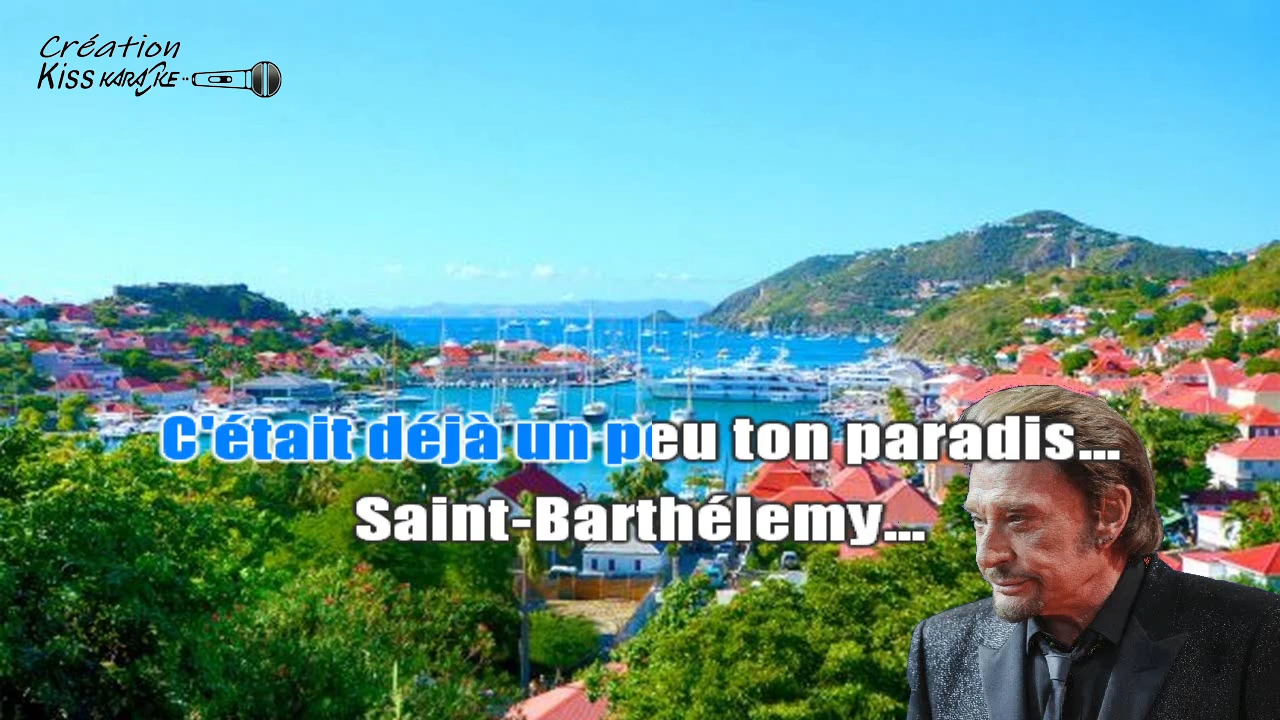 Création
Kiss KARAOKE
C'était déjà un peu ton paradis...
Saint-Barthélemy...